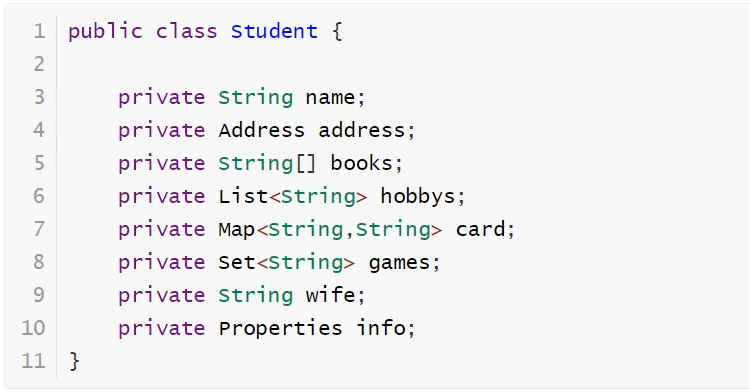 1 public class Student {
2
3     private String name;
4     private Address address;
5     private String[] books;
6     private List<String> hobbys;
7     private Map<String,String> card;
8     private Set<String> games;
9     private String wife;
10     private Properties info;
11 }